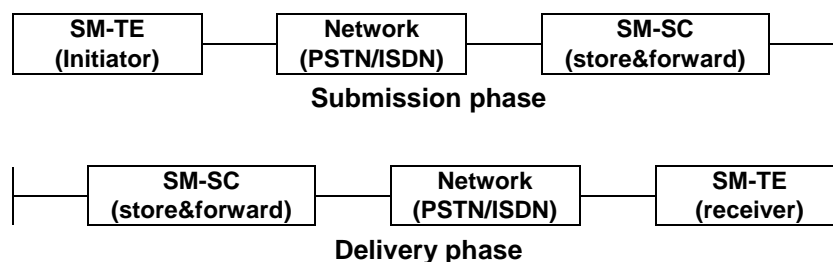 SM-TE Network SM-SC
(Initiator) (PSTN/ISDN) (store&forward)
Submission phase
SM-SC Network SM-TE
(store&forward) (PSTN/ISDN) (receiver)
Delivery phase